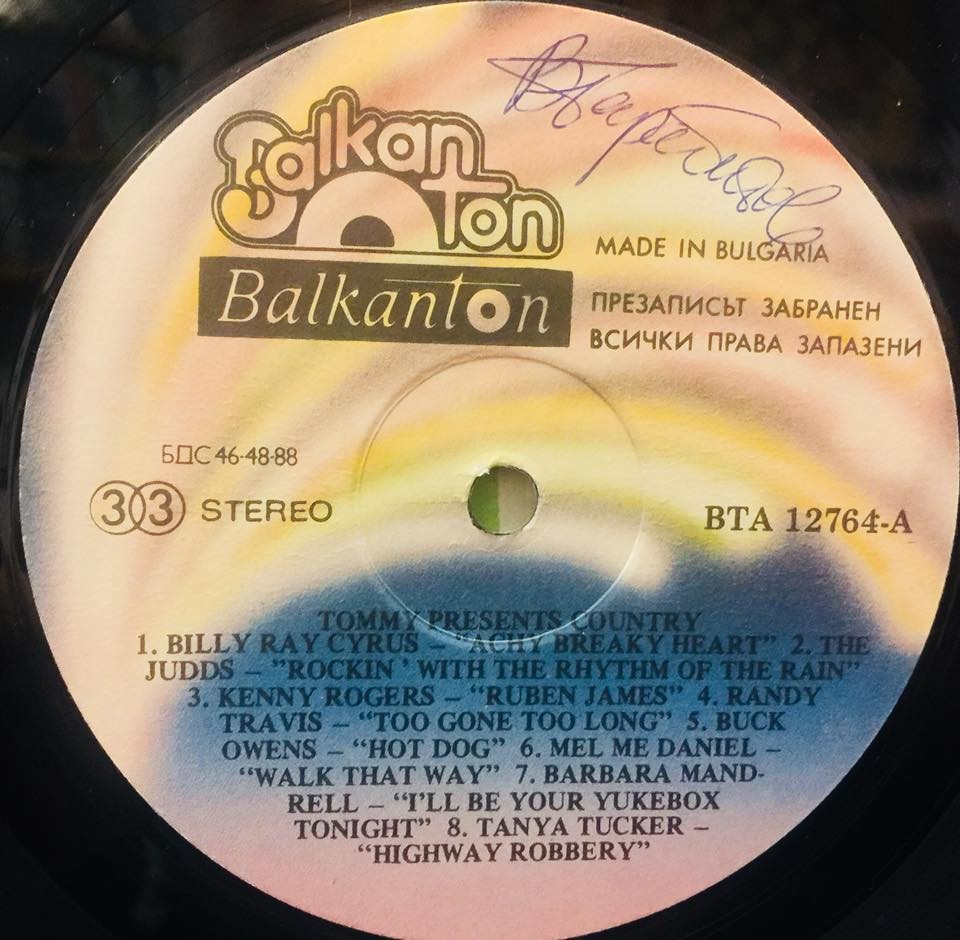 Balkan
Ton
Balkanton
MADE IN BULGARIA
ПРЕЗАПИСЪТ ЗАБРАНЕН
ВСИЧКИ ПРАВА ЗАПАЗЕНИ
БДС 46-48-88
33 STEREO
BTA 12764-A
TOMMY PRESENTS COUNTRY
1. BILLY RAY CYRUS – "ACHY BREAKY HEART" 2. THE
JUDDS – "ROCKIN' WITH THE RHYTHM OF THE RAIN"
3. KENNY ROGERS – "RUBEN JAMES" 4. RANDY
TRAVIS – "TOO GONE TOO LONG" 5. BUCK
OWENS – "HOT DOG" 6. MEL ME DANIEL –
"WALK THAT WAY" 7. BARBARA MAND-
RELL – "I'LL BE YOUR YUKEBOX
TONIGHT" 8. TANYA TUCKER –
"HIGHWAY ROBBERY"